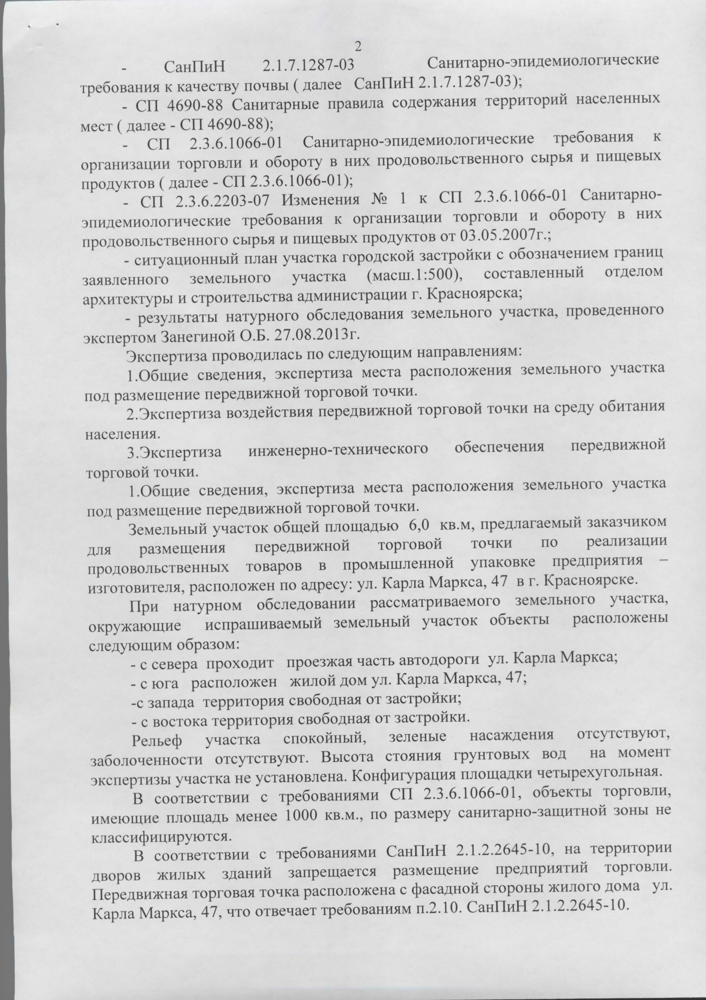 2
- СанПиН 2.1.7.1287-03 Санитарно-эпидемиологические
требования к качеству почвы ( далее СанПиН 2.1.7.1287-03);
- СП 4690-88 Санитарные правила содержания территорий населенных
мест ( далее - СП 4690-88);
- СП 2.3.6.1066-01 Санитарно-эпидемиологические требования к
организации торговли и обороту в них продовольственного сырья и пищевых
продуктов ( далее - СП 2.3.6.1066-01);
- СП 2.3.6.2203-07 Изменения № 1 к СП 2.3.6.1066-01 Санитарно-
эпидемиологические требования к организации торговли и обороту в них
продовольственного сырья и пищевых продуктов от 03.05.2007г.;
- ситуационный план участка городской застройки с обозначением границ
заявленного земельного участка (масш.1:500), составленный отделом
архитектуры и строительства администрации г. Красноярска;
- результаты натурного обследования земельного участка, проведенного
экспертом Занегиной О.Б. 27.08.2013г.
Экспертиза проводилась по следующим направлениям:
1.Общие сведения, экспертиза места расположения земельного участка
под размещение передвижной торговой точки.
2.Экспертиза воздействия передвижной торговой точки на среду обитания
населения.
3.Экспертиза инженерно-технического обеспечения передвижной
торговой точки.
1.Общие сведения, экспертиза места расположения земельного участка
под размещение передвижной торговой точки.
Земельный участок общей площадью 6,0 кв.м, предлагаемый заказчиком
для размещения передвижной торговой точки по реализации
продовольственных товаров в промышленной упаковке предприятия –
изготовителя, расположен по адресу: ул. Карла Маркса, 47 в г. Красноярске.
При натурном обследовании рассматриваемого земельного участка,
окружающие испрашиваемый земельный участок объекты расположены
следующим образом:
- с севера проходит проезжая часть автодороги ул. Карла Маркса;
- с юга расположен жилой дом ул. Карла Маркса, 47;
-с запада территория свободная от застройки;
- с востока территория свободная от застройки.
Рельеф участка спокойный, зеленые насаждения отсутствуют,
заболоченности отсутствуют. Высота стояния грунтовых вод на момент
экспертизы участка не установлена. Конфигурация площадки четырехугольная.
В соответствии с требованиями СП 2.3.6.1066-01, объекты торговли,
имеющие площадь менее 1000 кв.м., по размеру санитарно-защитной зоны не
классифицируются.
В соответствии с требованиями СанПиН 2.1.2.2645-10, на территории
дворов жилых зданий запрещается размещение предприятий торговли.
Передвижная торговая точка расположена с фасадной стороны жилого дома ул.
Карла Маркса, 47, что отвечает требованиям п.2.10. СанПиН 2.1.2.2645-10.